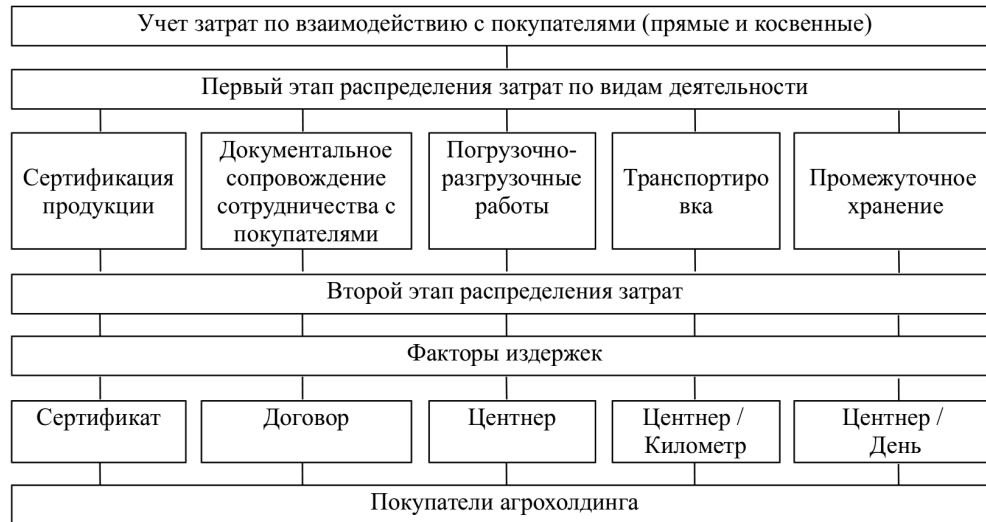 Учет затрат по взаимодействию с покупателями (прямые и косвенные)
Первый этап распределения затрат по видам деятельности
Сертификация
продукции
Документальное
сопровождение
сотрудничества с
покупателями
Погрузочно-
разгрузочные
работы
Транспортиро
вка
Промежуточное
хранение
Второй этап распределения затрат
Факторы издержек
Сертификат
Договор
Центнер
Центнер /
Километр
Центнер /
День
Покупатели агрохолдинга